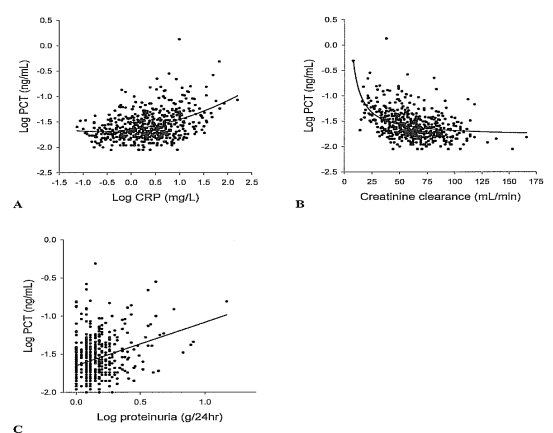 0.5
0.0
-0.5
-1.0
-1.5
-2.0
-2.5
Log PCT (ng/mL)
-1.5 -1.0 -0.5 0.0 0.5 1.0 1.5 2.0 2.5
Log CRP (mg/L)
A
0.5
0.0
-0.5
-1.0
-1.5
-2.0
-2.5
Log PCT (ng/mL)
0 25 50 75 100 125 150 175
Creatinine clearance (mL/min)
B
0.0
-0.5
-1.0
-1.5
-2.0
Log PCT (ng/mL)
0.0 0.5 1.0
Log proteinuria (g/24hr)
C